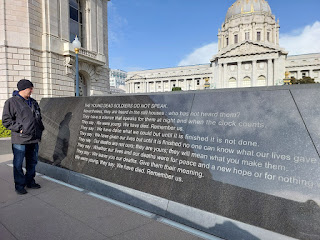 THE YOUNG DEAD SOLDIERS DO NOT SPEAK.
Nevertheless, they are heard in the still houses: who has not heard them?
They have a silence that speaks for them at night and when the clock counts.
They say: We were young. We have died. Remember us.
They say: We have done what we could but until it is finished it is not done.
They say: We have given our lives but until it is finished no one can know what our lives gave.
They say: Our deaths are not ours; they are yours; they will mean what you make them.
They say: Whether our lives and our deaths were for peace and a new hope or for nothing
They say: We leave you our deaths. Give them their meaning.
We were young, they say. We have died. Remember us.